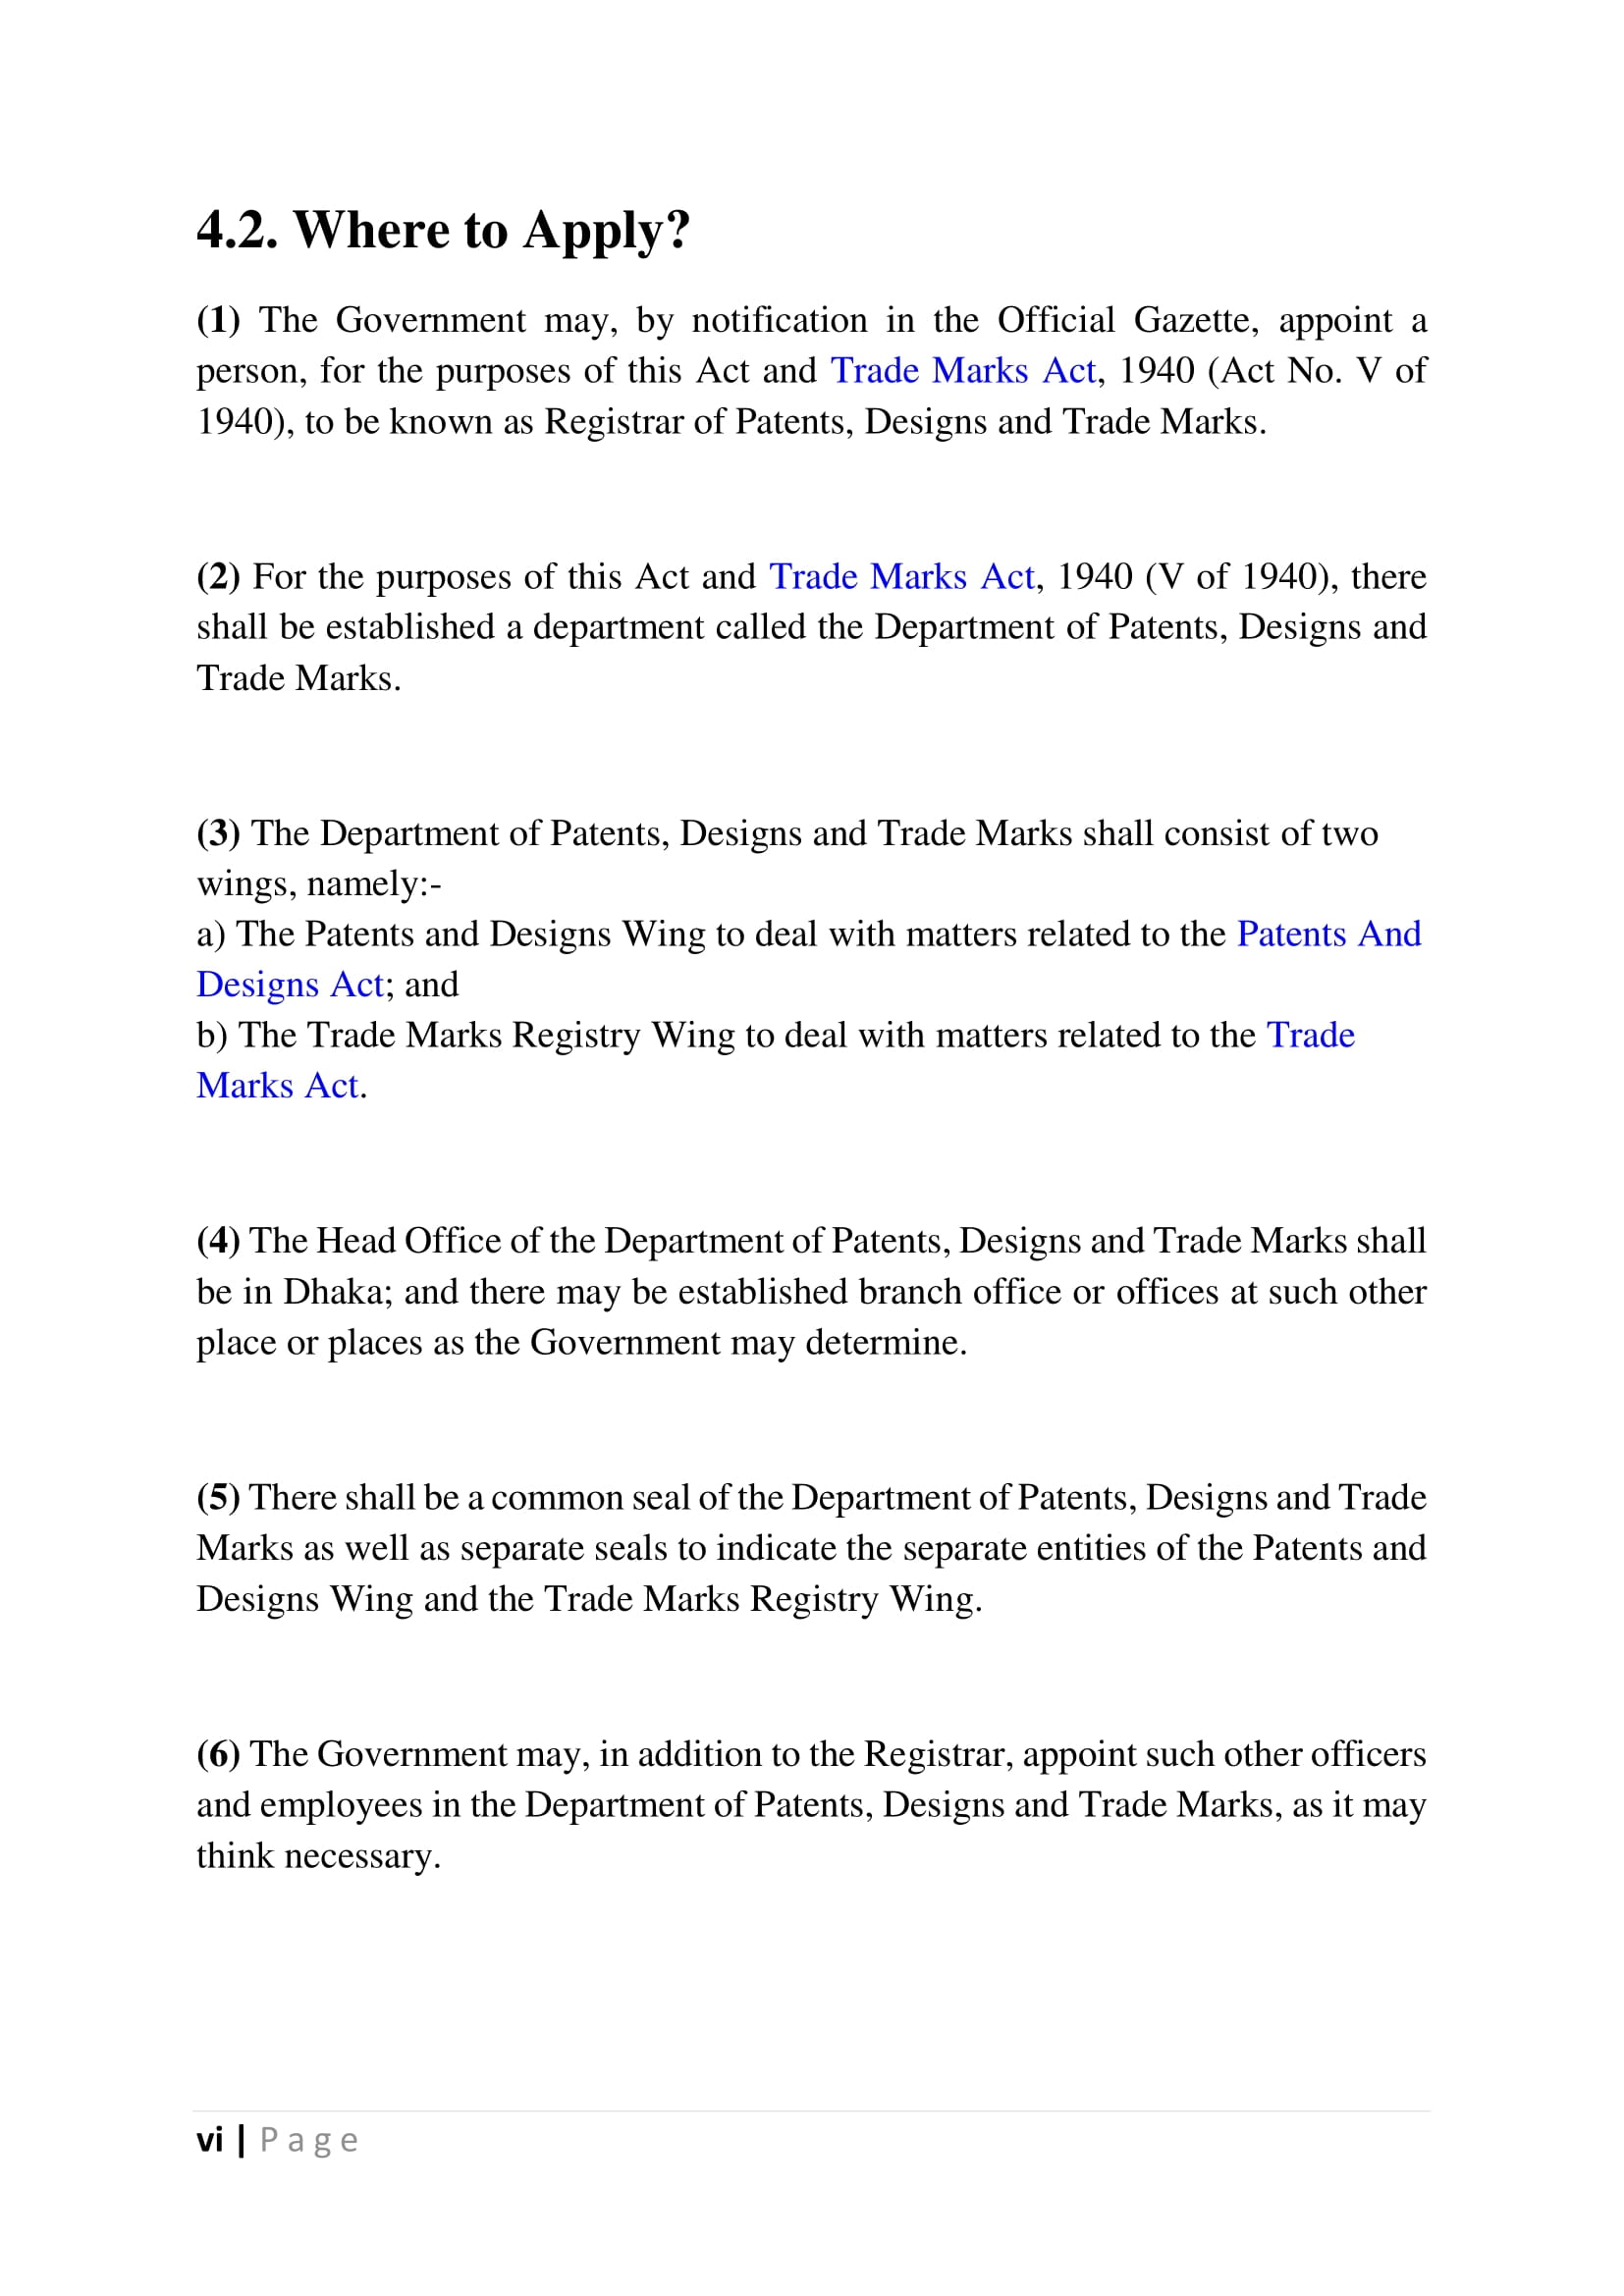 4.2. Where to Apply?
(1) The Government may, by notification in the Official Gazette, appoint a
person, for the purposes of this Act and Trade Marks Act, 1940 (Act No. V of
1940), to be known as Registrar of Patents, Designs and Trade Marks.
(2) For the purposes of this Act and Trade Marks Act, 1940 (V of 1940), there
shall be established a department called the Department of Patents, Designs and
Trade Marks.
(3) The Department of Patents, Designs and Trade Marks shall consist of two
wings, namely:-
a) The Patents and Designs Wing to deal with matters related to the Patents And
Designs Act; and
b) The Trade Marks Registry Wing to deal with matters related to the Trade
Marks Act.
(4) The Head Office of the Department of Patents, Designs and Trade Marks shall
be in Dhaka; and there may be established branch office or offices at such other
place or places as the Government may determine.
(5) There shall be a common seal of the Department of Patents, Designs and Trade
Marks as well as separate seals to indicate the separate entities of the Patents and
Designs Wing and the Trade Marks Registry Wing.
(6) The Government may, in addition to the Registrar, appoint such other officers
and employees in the Department of Patents, Designs and Trade Marks, as it may
think necessary.
vi | Page